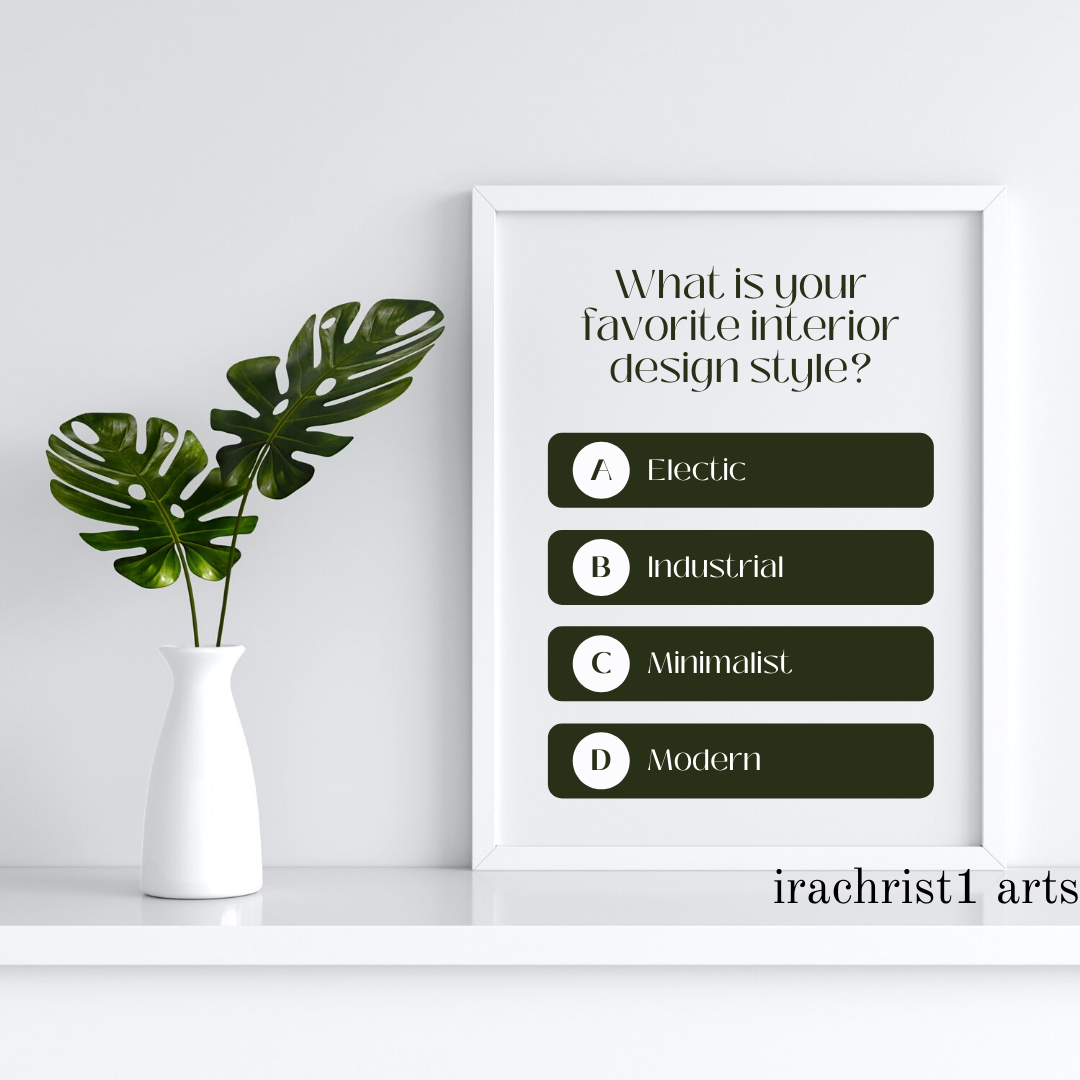 What is your
favorite interior
design style?
A Electic
B Industrial
C Minimalist
D Modern
irachrist1 arts